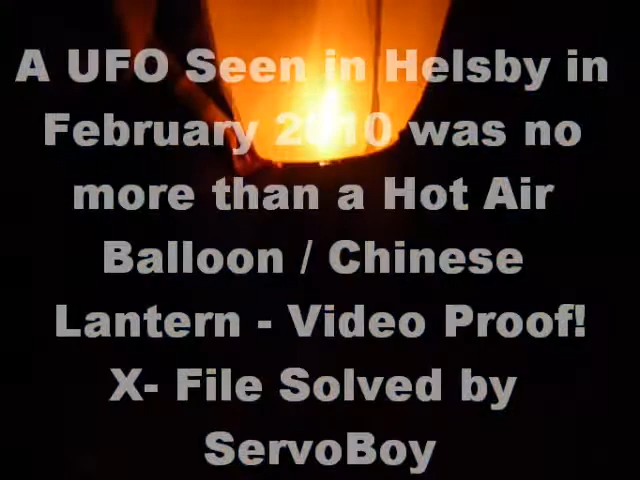 A UFO Seen in Helsby in
February 2010 was no
more than a Hot Air
Balloon / Chinese
Lantern - Video Proof!
X- File Solved by
ServoBoy